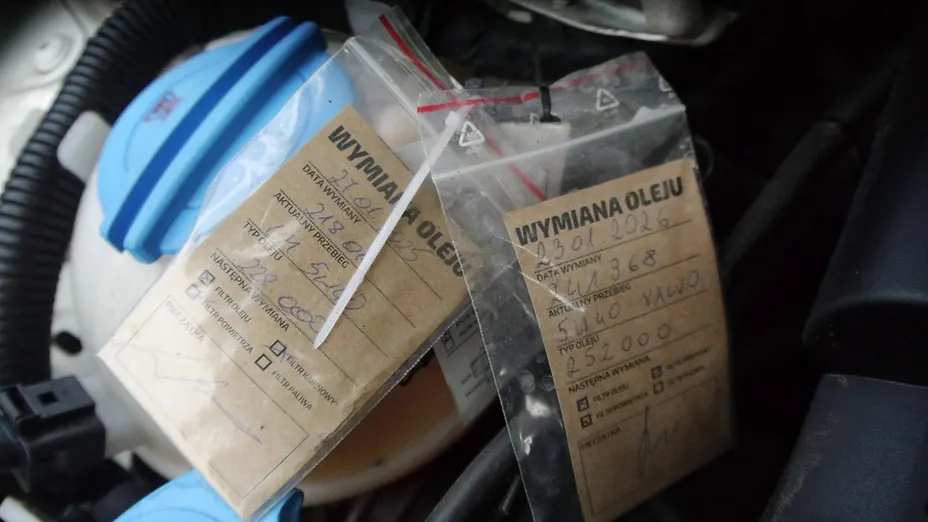 WYMIANA OLEJU
27.01.
DATA WYMIANY
218 0
AKTUALNY PRZEBIEG
5W40
TYP OLEJU
228 000
NASTĘPNA WYMIANA
FILTR OLEJU
FILTR KABINOWY
FILTR POWIETRZA
FILTR PALIWA
PIECZĄTKA
WYMIANA OLEJU
23.01.2026
DATA WYMIANY
241 368
AKTUALNY PRZEBIEG
5W40 VALVO
TYP OLEJU
252000
NASTĘPNA WYMIANA
FILTR OLEJU
FILTR POWIETRZA
PIECZĄTKA